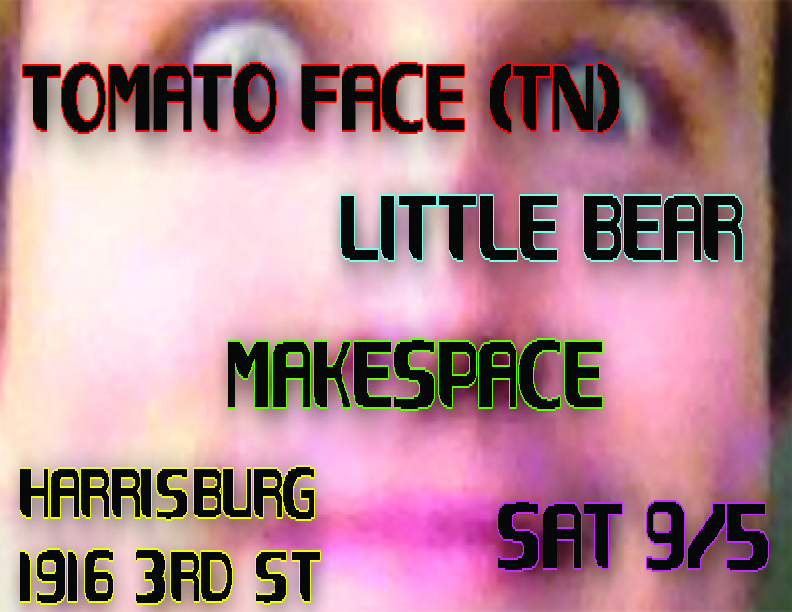 TOMATO FACE (TN)
LITTLE BEAR
MAKESPACE
HARRISBURG
1916 3RD ST
SAT 9/5